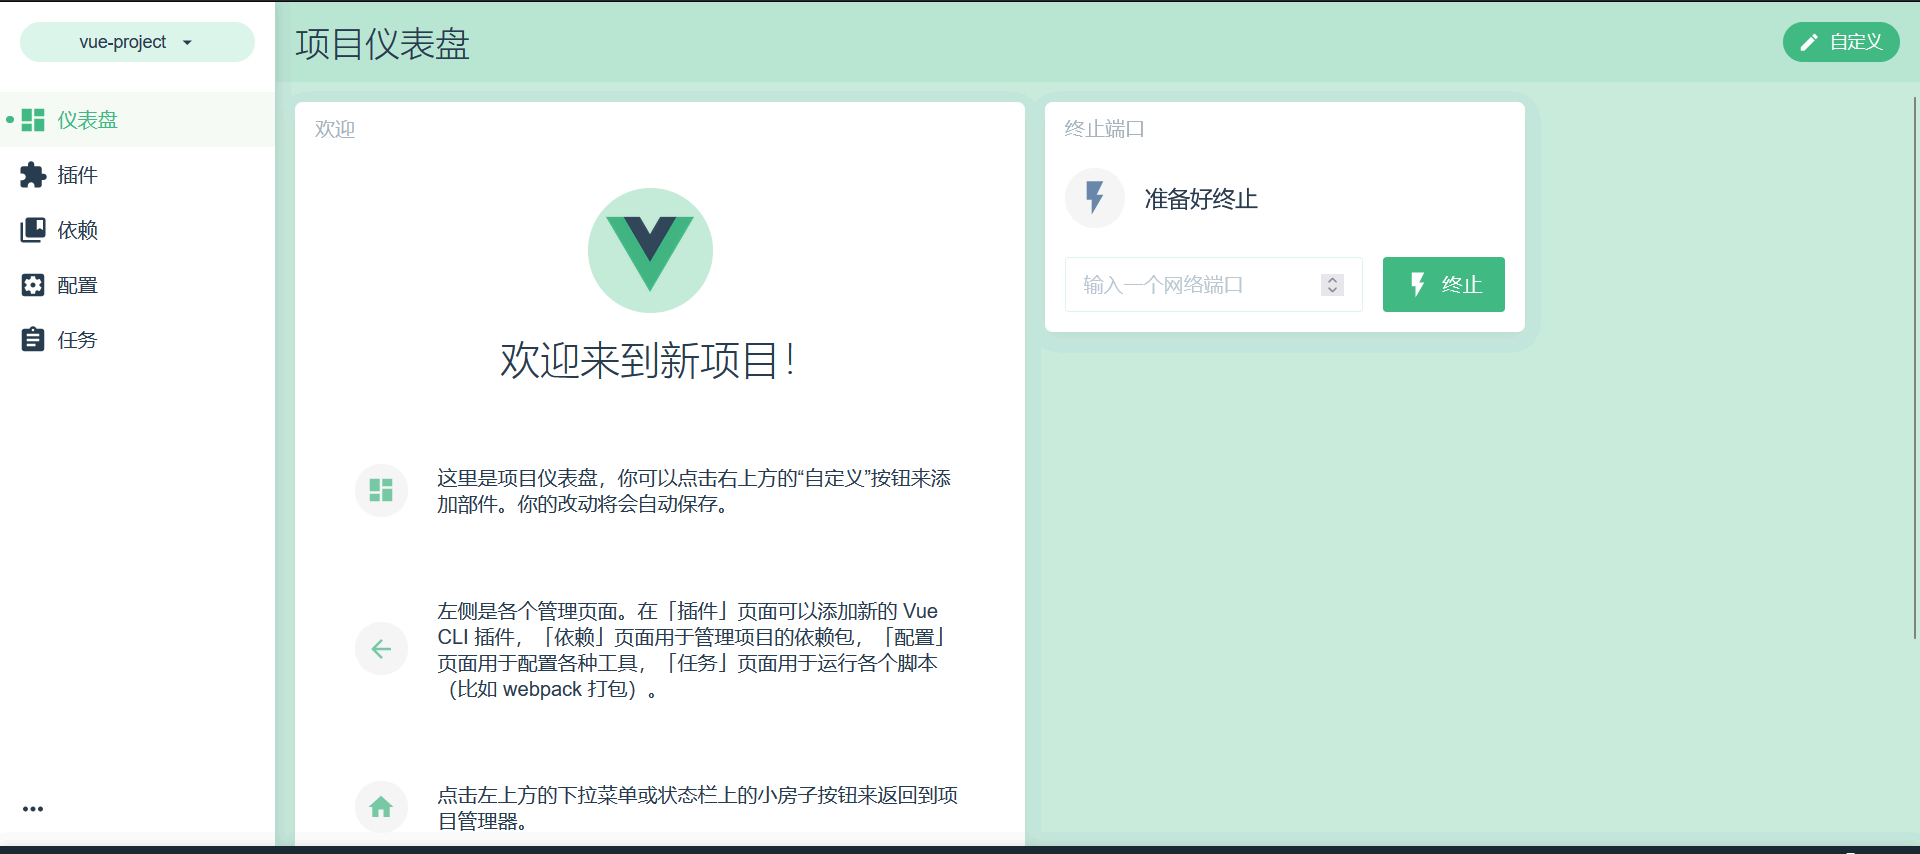 vue-project
项目仪表盘
自定义
仪表盘
插件
依赖
配置
任务
欢迎
欢迎来到新项目！
这里是项目仪表盘，你可以点击右上方的“自定义”按钮来添
加部件。你的改动将会自动保存。
左侧是各个管理页面。在「插件」页面可以添加新的 Vue
CLI 插件，「依赖」页面用于管理项目的依赖包，「配置」
页面用于配置各种工具，「任务」页面用于运行各个脚本
（比如 webpack 打包）。
点击左上方的下拉菜单或状态栏上的小房子按钮来返回到项
目管理器。
终止端口
准备好终止
输入一个网络端口
终止